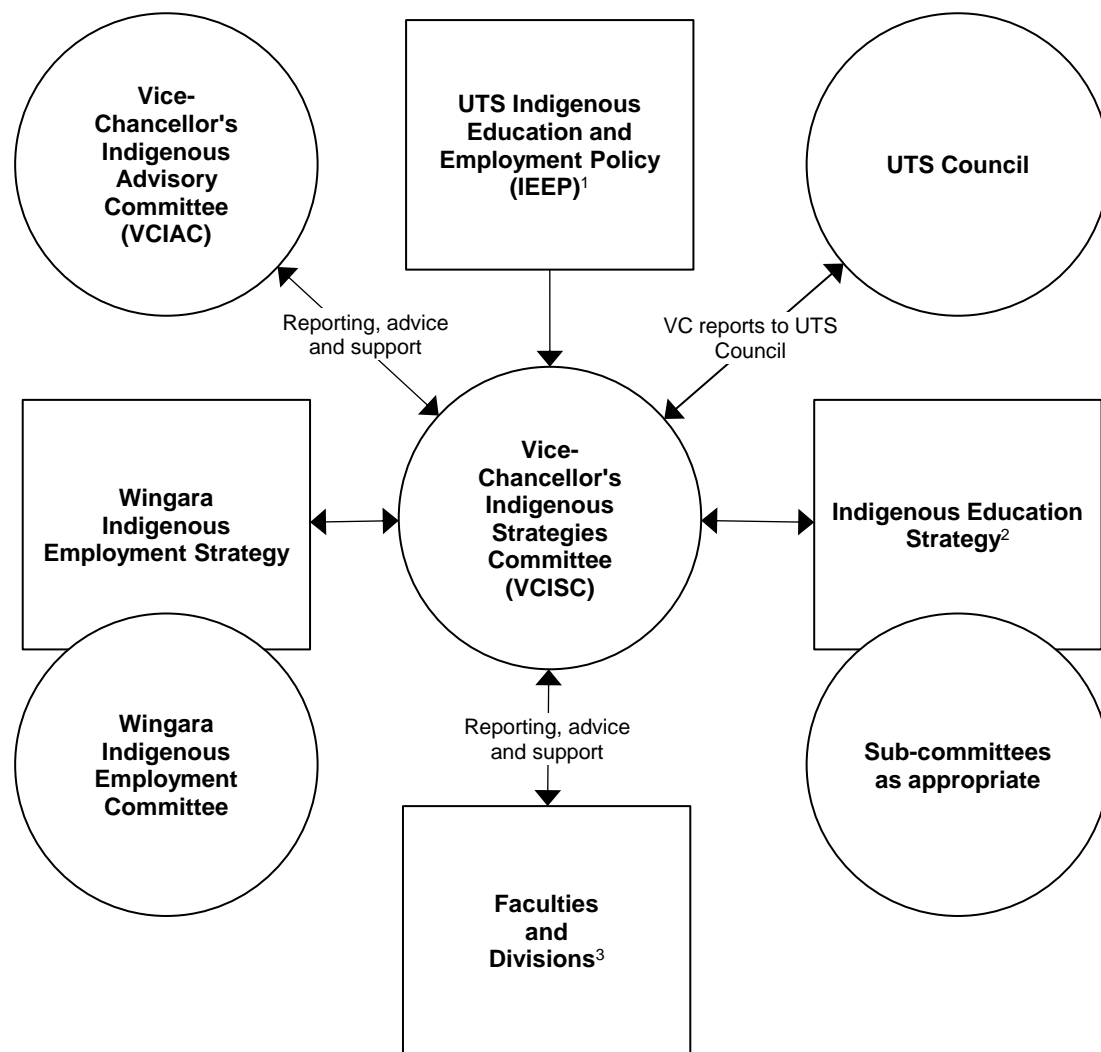 Vice-
Chancellor's
Indigenous
Advisory
Committee
(VCIAC)
UTS Indigenous
Education and
Employment Policy
(IEEP)¹
UTS Council
Reporting, advice
and support
VC reports to UTS
Council
Wingara
Indigenous
Employment Strategy
Vice-
Chancellor's
Indigenous
Strategies
Committee
(VCISC)
Indigenous Education
Strategy²
Wingara
Indigenous
Employment
Committee
Reporting, advice
and support
Sub-committees
as appropriate
Faculties
and
Divisions³